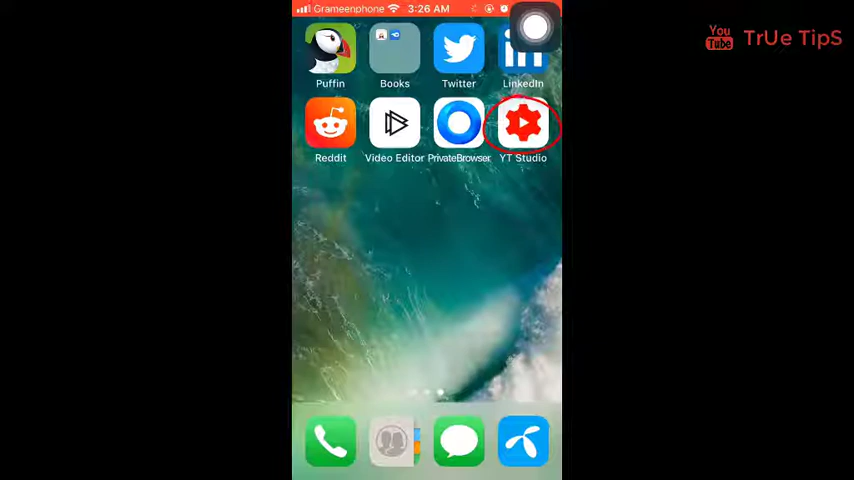 Grameenphone 3:26 AM
You Tube TrUe TipS
Puffin Books Twitter LinkedIn
Reddit Video Editor PrivateBrowser YT Studio